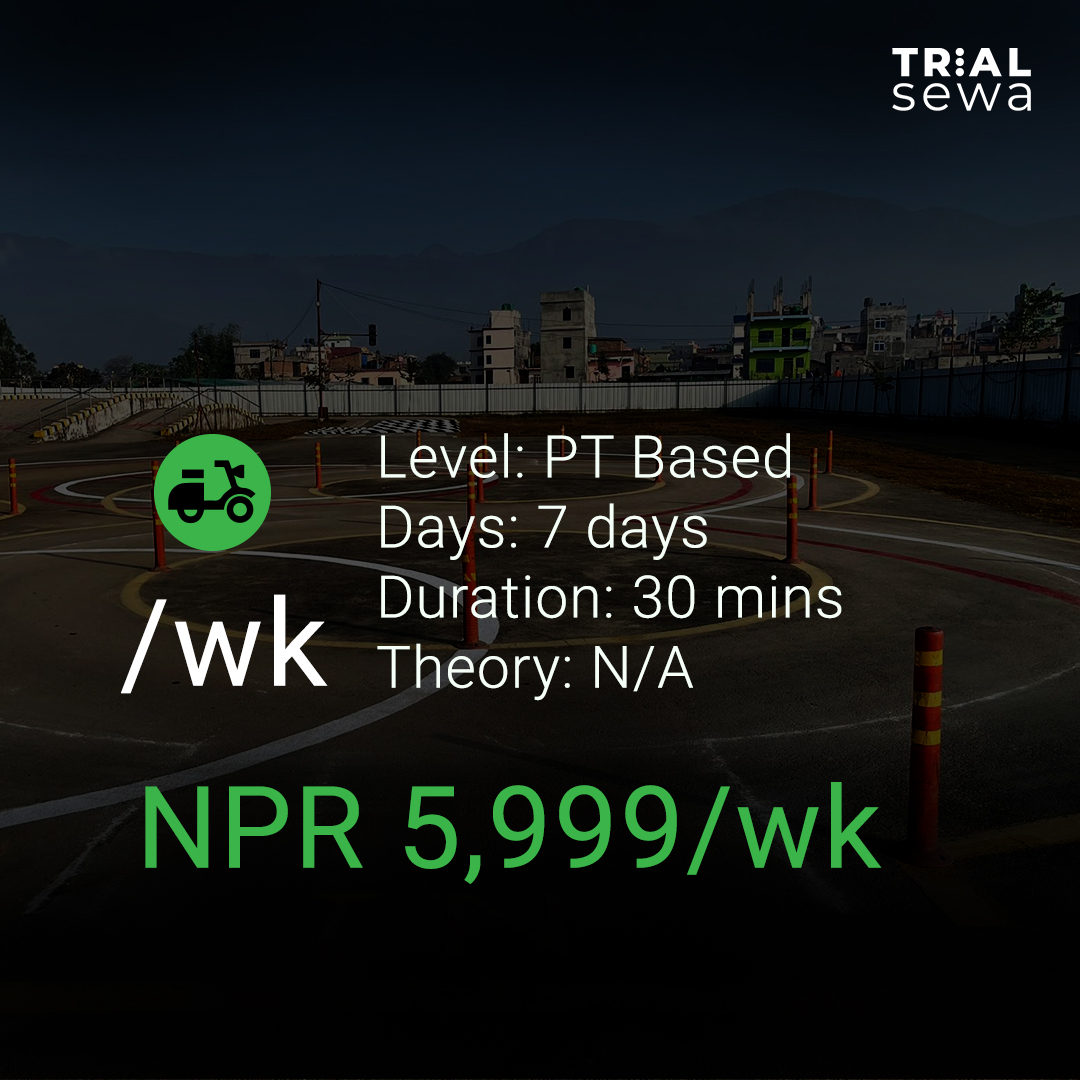 TRIAL
sewa
Level: PT Based
Days: 7 days
Duration: 30 mins
Theory: N/A
/wk
NPR 5,999/wk